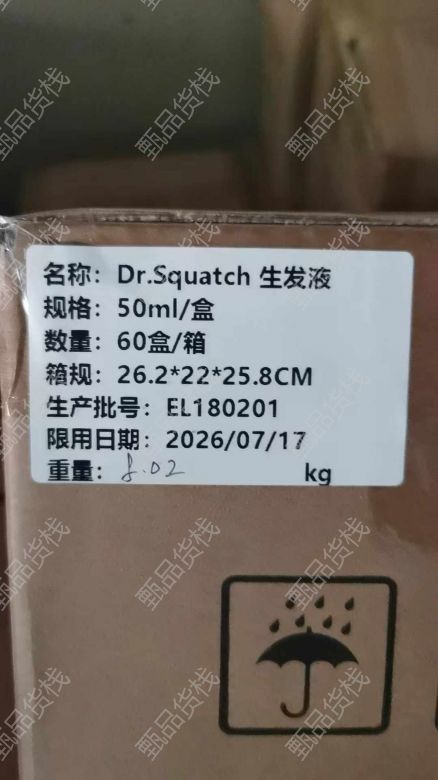 名称：Dr.Squatch 生发液
规格：50ml/盒
数量：60盒/箱
箱规：26.2*22*25.8CM
生产批号：EL180201
限用日期：2026/07/17
重量：8.02 kg
甄品货栈